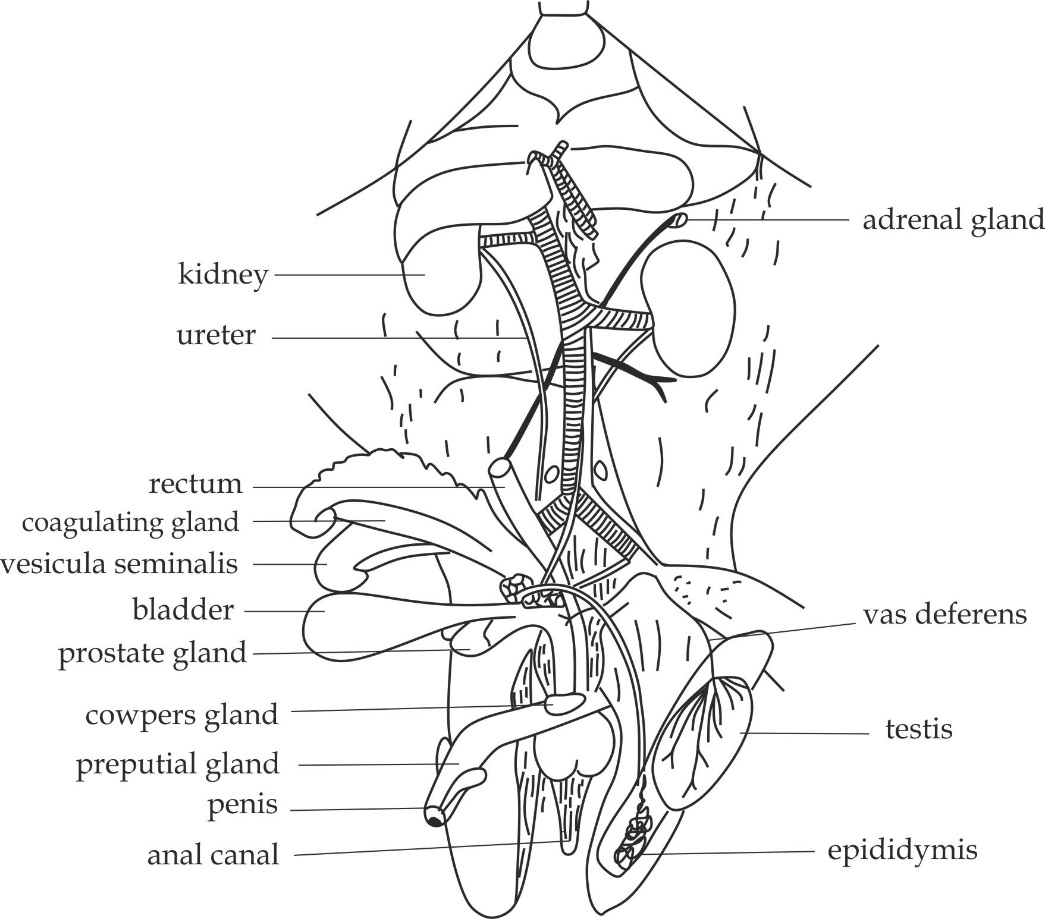 adrenal gland
kidney
ureter
rectum
coagulating gland
vesicula seminalis
bladder
vas deferens
prostate gland
cowpers gland
testis
preputial gland
penis
anal canal
epididymis